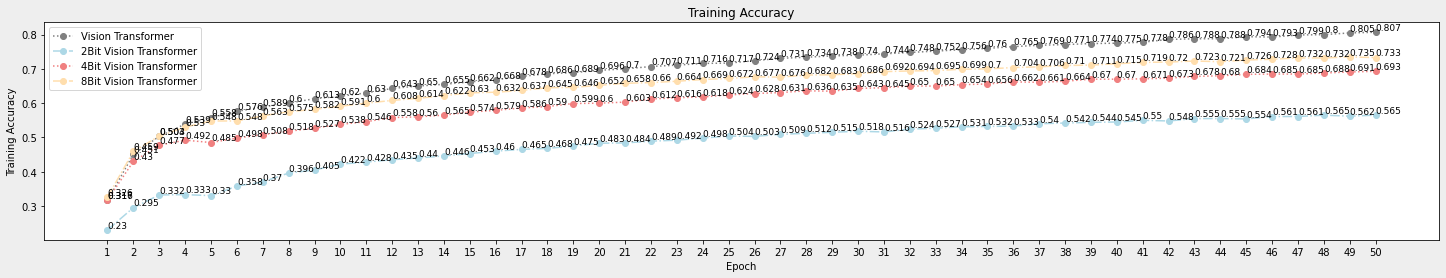 Training Accuracy
Vision Transformer
2Bit Vision Transformer
4Bit Vision Transformer
8Bit Vision Transformer
Training Accuracy
0.8
0.7
0.6
0.5
0.4
0.3
0.558 0.576 0.589 0.6 0.613 0.62 0.63 0.643 0.65 0.655 0.662 0.668 0.678 0.686 0.689 0.696 0.7 0.707 0.711 0.716 0.717 0.724 0.731 0.734 0.738 0.74 0.744 0.748 0.752 0.756 0.76 0.765 0.769 0.771 0.774 0.775 0.778 0.786 0.788 0.788 0.794 0.793 0.799 0.8 0.805 0.807
0.459 0.548 0.548 0.563 0.575 0.582 0.591 0.6 0.608 0.614 0.622 0.63 0.632 0.637 0.645 0.646 0.652 0.658 0.66 0.664 0.669 0.672 0.677 0.676 0.682 0.683 0.686 0.692 0.694 0.695 0.699 0.7 0.704 0.706 0.71 0.711 0.715 0.719 0.72 0.723 0.721 0.726 0.728 0.732 0.732 0.735 0.733
0.43 0.477 0.492 0.485 0.498 0.508 0.518 0.527 0.538 0.546 0.558 0.56 0.565 0.574 0.579 0.586 0.59 0.599 0.6 0.603 0.612 0.616 0.618 0.624 0.628 0.631 0.636 0.635 0.643 0.645 0.65 0.65 0.654 0.656 0.662 0.661 0.664 0.67 0.67 0.671 0.673 0.678 0.68 0.684 0.685 0.685 0.688 0.691 0.693
0.23 0.295 0.332 0.333 0.33 0.358 0.37 0.396 0.405 0.422 0.428 0.435 0.44 0.446 0.453 0.46 0.465 0.468 0.475 0.483 0.484 0.489 0.492 0.498 0.504 0.503 0.509 0.512 0.515 0.518 0.516 0.524 0.527 0.531 0.532 0.533 0.54 0.542 0.544 0.545 0.55 0.548 0.555 0.555 0.554 0.561 0.561 0.565 0.562 0.565
1 2 3 4 5 6 7 8 9 10 11 12 13 14 15 16 17 18 19 20 21 22 23 24 25 26 27 28 29 30 31 32 33 34 35 36 37 38 39 40 41 42 43 44 45 46 47 48 49 50
Epoch